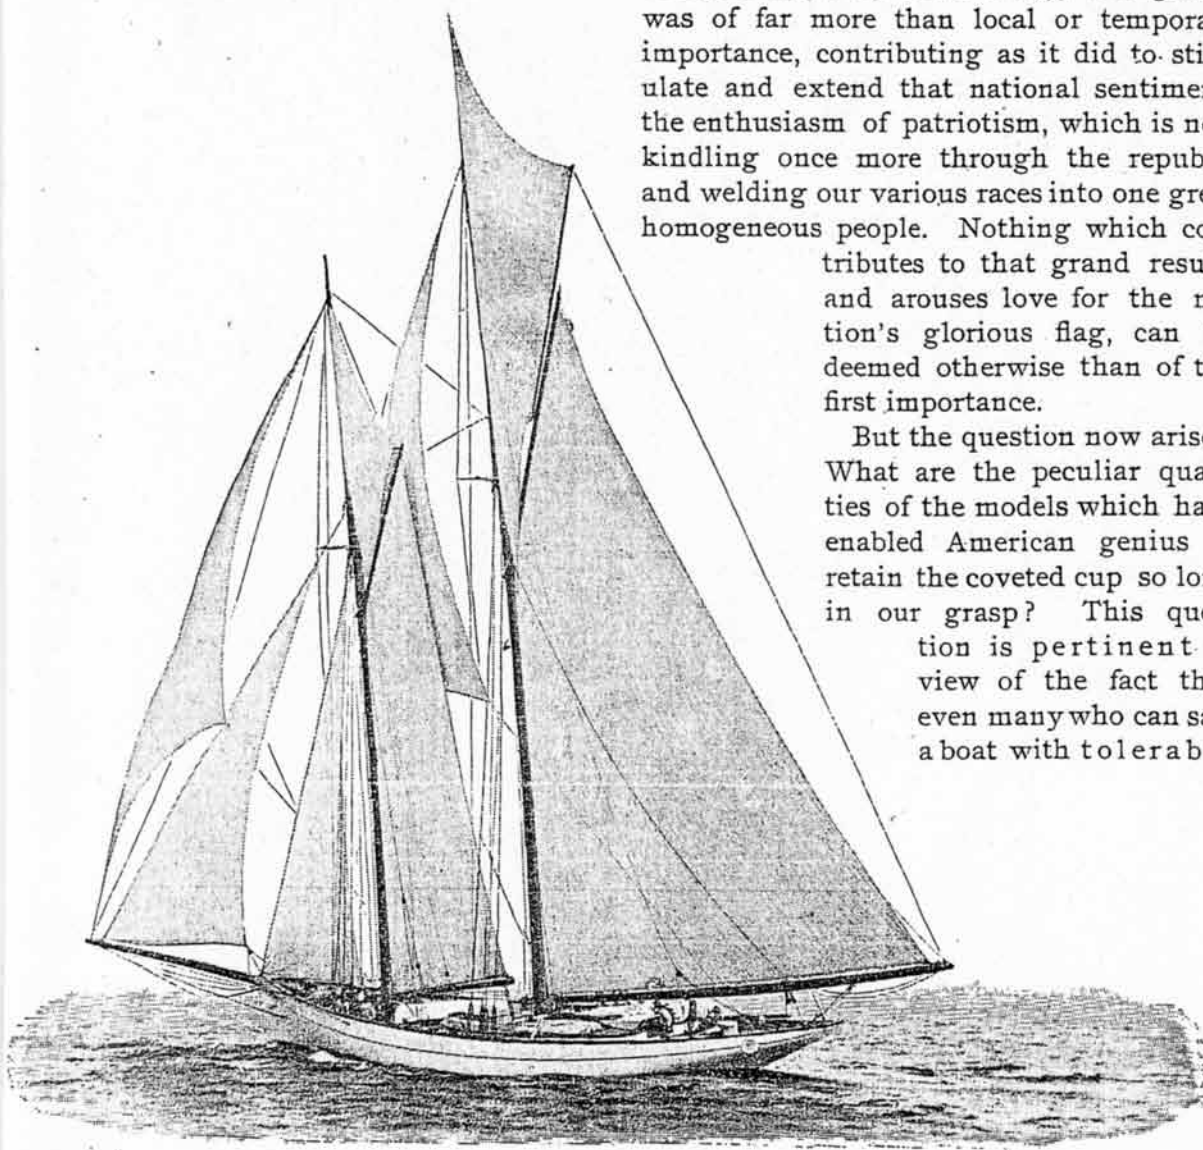 was of far more than local or tempora
importance, contributing as it did to sti
ulate and extend that national sentime
the enthusiasm of patriotism, which is n
kindling once more through the repub
and welding our various races into one gre
homogeneous people. Nothing which co
tributes to that grand resu
and arouses love for the r
tion's glorious flag, can
deemed otherwise than of t
first importance.
But the question now aris
What are the peculiar qua
ties of the models which ha
enabled American genius
retain the coveted cup so lo
in our grasp? This que
tion is pertinent
view of the fact th
even many who can sa
a boat with tolerab